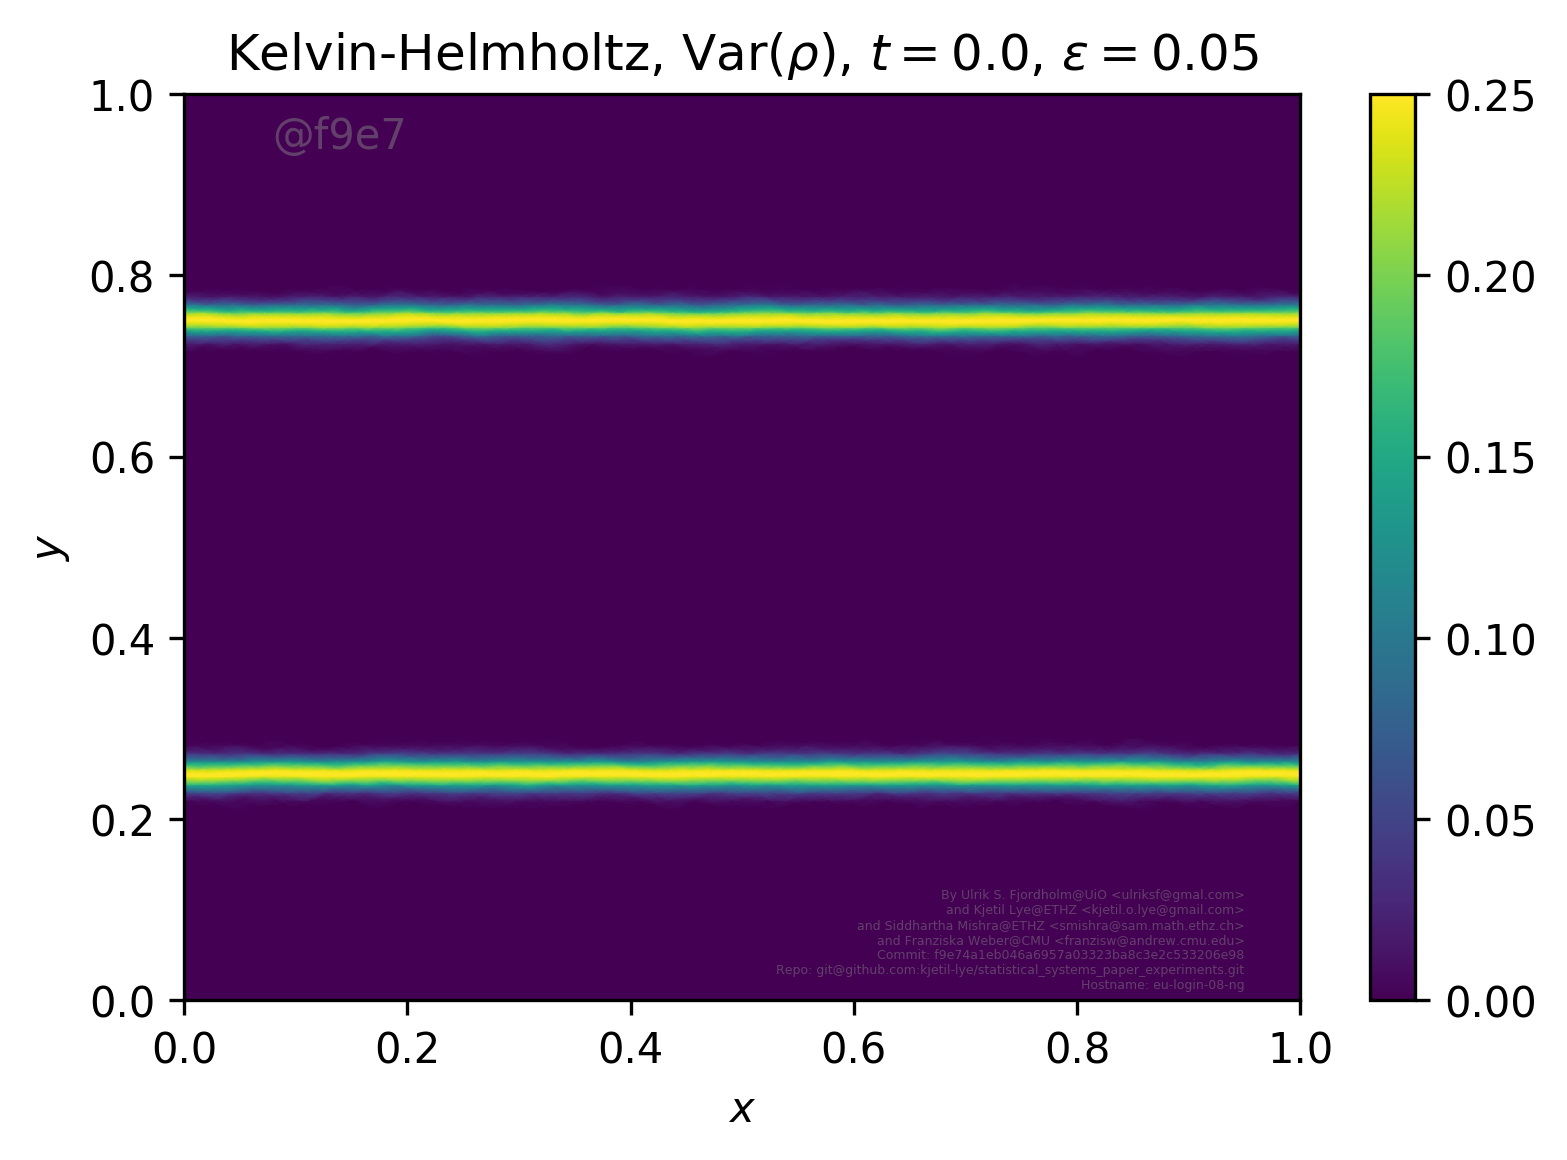 Kelvin-Helmholtz, Var(ρ), t = 0.0, ε = 0.05
@f9e7
1.0
0.8
0.6
0.4
0.2
0.0
y
0.0 0.2 0.4 0.6 0.8 1.0
x
0.25
0.20
0.15
0.10
0.05
0.00
By Ulrik S. Fjordholm@UiO <ulriksf@gmal.com>
and Kjetil Lye@ETHZ <kjetil.o.lye@gmail.com>
and Siddhartha Mishra@ETHZ <smishra@sam.math.ethz.ch>
and Franziska Weber@CMU <franzisw@andrew.cmu.edu>
Commit: f9e74a1eb046a6957a03323ba8c3e2c533206e98
Repo: git@github.com:kjetil-lye/statistical_systems_paper_experiments.git
Hostname: eu-login-08-ng